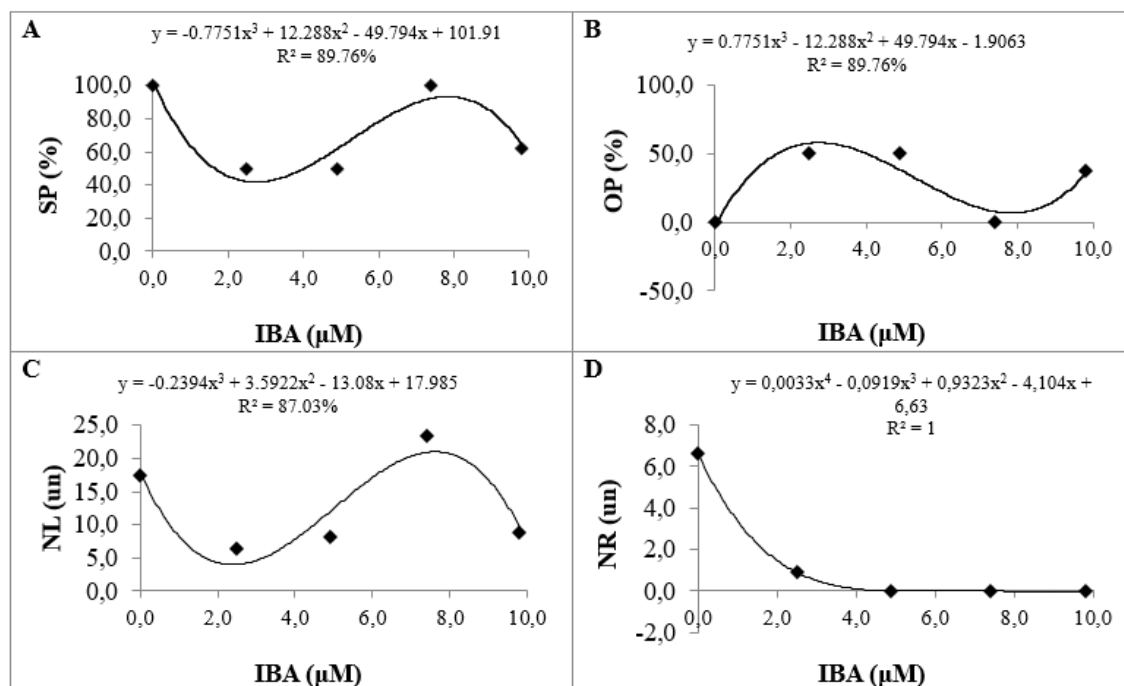 A
y = -0.7751x³ + 12.288x² - 49.794x + 101.91
R² = 89.76%
100,0
80,0
60,0
40,0
20,0
0,0
SP (%)
0,0 2,0 4,0 6,0 8,0 10,0
IBA (µM)
B
y = 0.7751x³ - 12.288x² + 49.794x - 1.9063
R² = 89.76%
100,0
50,0
0,0
-50,0
OP (%)
0,0 2,0 4,0 6,0 8,0 10,0
IBA (µM)
C
y = -0.2394x³ + 3.5922x² - 13.08x + 17.985
R² = 87.03%
25,0
20,0
15,0
10,0
5,0
0,0
NL (un)
0,0 2,0 4,0 6,0 8,0 10,0
IBA (µM)
D
y = 0,0033x⁴ - 0,0919x³ + 0,9323x² - 4,104x +
6,63
R² = 1
8,0
6,0
4,0
2,0
0,0
-2,0
NR (un)
0,0 2,0 4,0 6,0 8,0 10,0
IBA (µM)